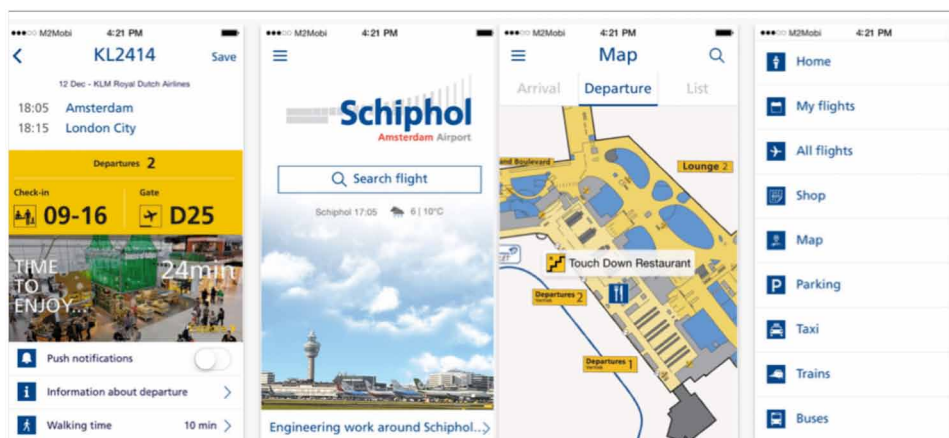 M2Mobi 4:21 PM
KL2414 Save
12 Dec - KLM Royal Dutch Airlines
18:05 Amsterdam
18:15 London City
Departures 2
Check-in Gate
09-16 D25
TIME
TO
ENJOY...
24min
Push notifications
Information about departure
Walking time 10 min
M2Mobi 4:21 PM
Schiphol
Amsterdam Airport
Search flight
Schiphol 17:05 6 | 10°C
Engineering work around Schiphol...
M2Mobi 4:21 PM
Map
Arrival Departure List
and Boulevard
Lounge 2
Touch Down Restaurant
Departures 2
Departures 1
M2Mobi 4:21 PM
Home
My flights
All flights
Shop
Map
P Parking
Taxi
Trains
Buses